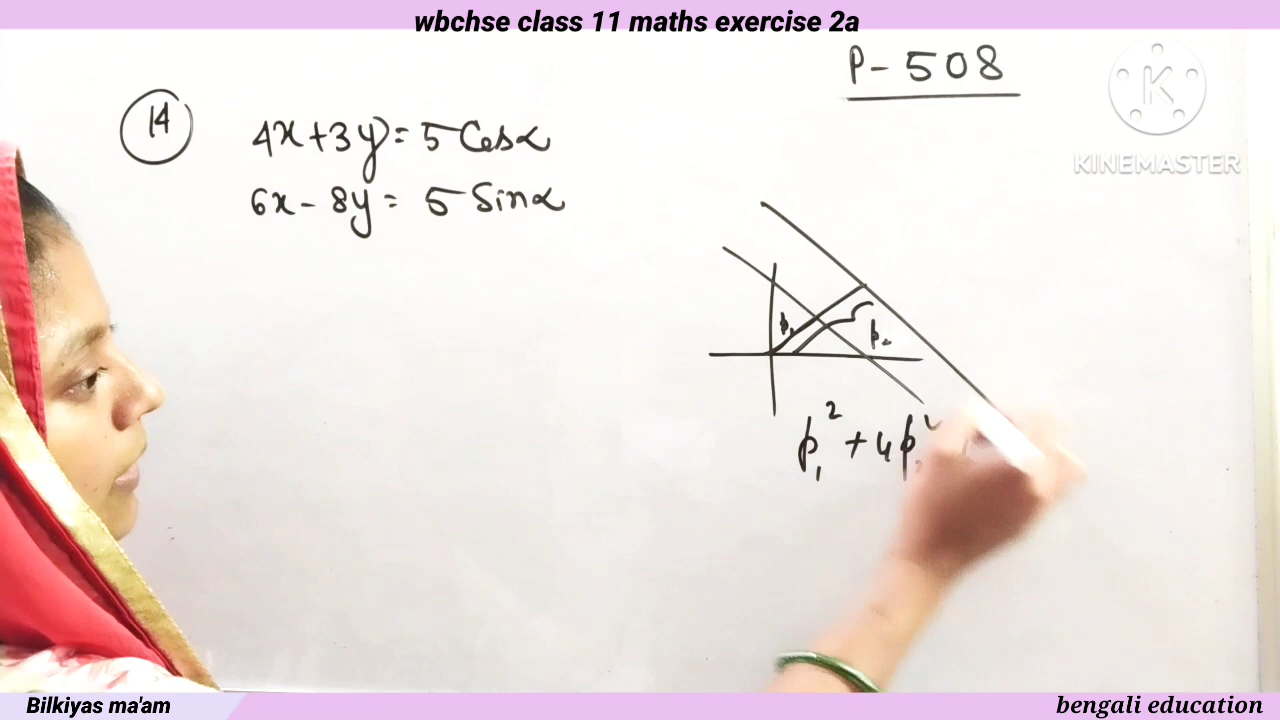 wbchse class 11 maths exercise 2a
P-508
K
KINEMASTER
14
4x+3y= 5 Cosα
6x-8y= 5 Sinα
p₁
p₁² + 4p
Bilkiyas ma'am
bengali education